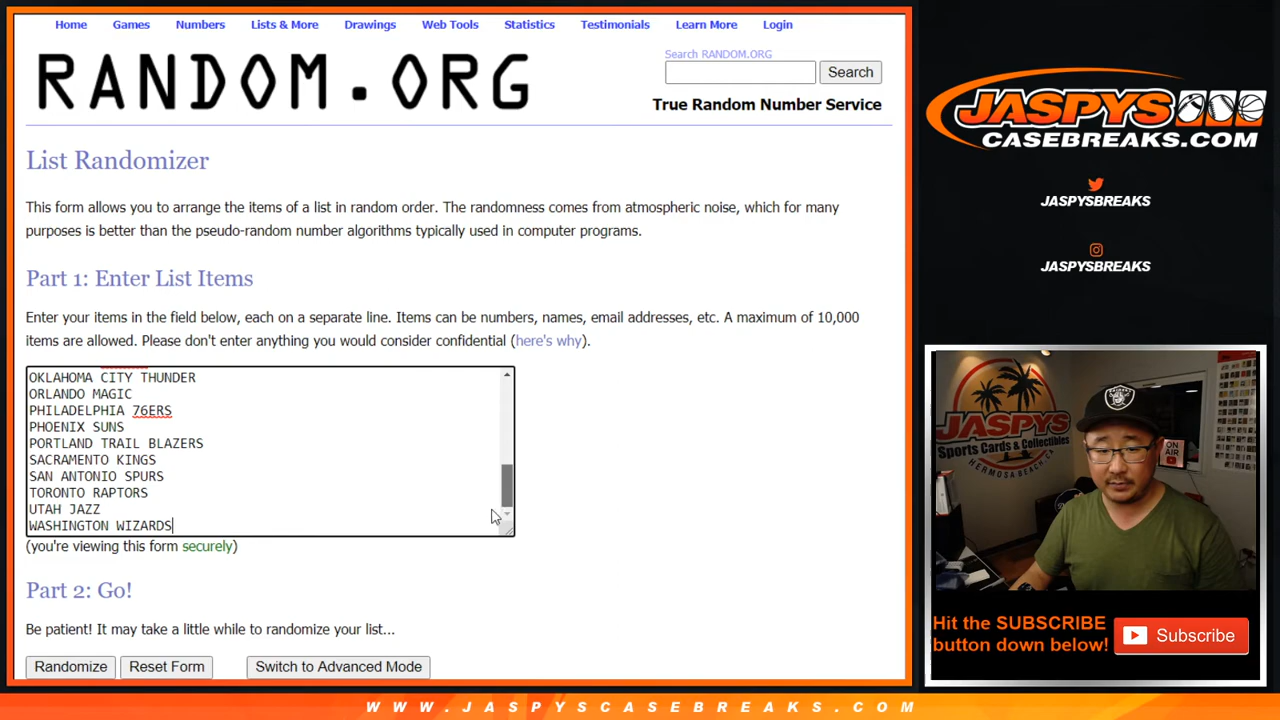 Home Games Numbers Lists & More Drawings Web Tools Statistics Testimonials Learn More Login
RANDOM.ORG
Search RANDOM.ORG
Search
True Random Number Service
List Randomizer
This form allows you to arrange the items of a list in random order. The randomness comes from atmospheric noise, which for many
purposes is better than the pseudo-random number algorithms typically used in computer programs.
Part 1: Enter List Items
Enter your items in the field below, each on a separate line. Items can be numbers, names, email addresses, etc. A maximum of 10,000
items are allowed. Please don't enter anything you would consider confidential (here's why).
OKLAHOMA CITY THUNDER
ORLANDO MAGIC
PHILADELPHIA 76ERS
PHOENIX SUNS
PORTLAND TRAIL BLAZERS
SACRAMENTO KINGS
SAN ANTONIO SPURS
TORONTO RAPTORS
UTAH JAZZ
WASHINGTON WIZARDS
(you're viewing this form securely)
Part 2: Go!
Be patient! It may take a little while to randomize your list...
Randomize Reset Form Switch to Advanced Mode
JASPYS
CASEBREAKS.COM
JASPYSBREAKS
JASPYSBREAKS
JASPYS
Sports Cards & Collectibles
HERMOSA BEACH, CA
RAIDERS
ON
AIR
Hit the SUBSCRIBE
button down below!
Subscribe
WWW.JASPYSCASEBREAKS.COM